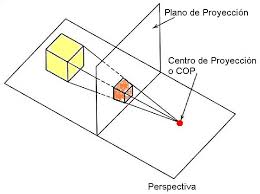 Plano de Proyección
Centro de Proyección
o COP
Perspectiva